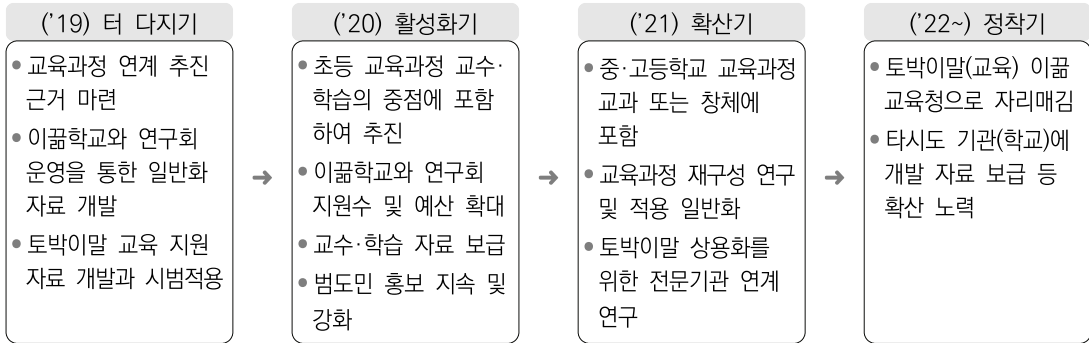 ('19) 터 다지기
• 교육과정 연계 추진
근거 마련
• 이끎학교와 연구회
운영을 통한 일반화
자료 개발
• 토박이말 교육 지원
자료 개발과 시범적용
➜
('20) 활성화기
• 초등 교육과정 교수·
학습의 중점에 포함
하여 추진
• 이끎학교와 연구회
지원수 및 예산 확대
• 교수·학습 자료 보급
• 범도민 홍보 지속 및
강화
➜
('21) 확산기
• 중·고등학교 교육과정
교과 또는 창체에
포함
• 교육과정 재구성 연구
및 적용 일반화
• 토박이말 상용화를
위한 전문기관 연계
연구
➜
('22~) 정착기
• 토박이말(교육) 이끎
교육청으로 자리매김
• 타시도 기관(학교)에
개발 자료 보급 등
확산 노력